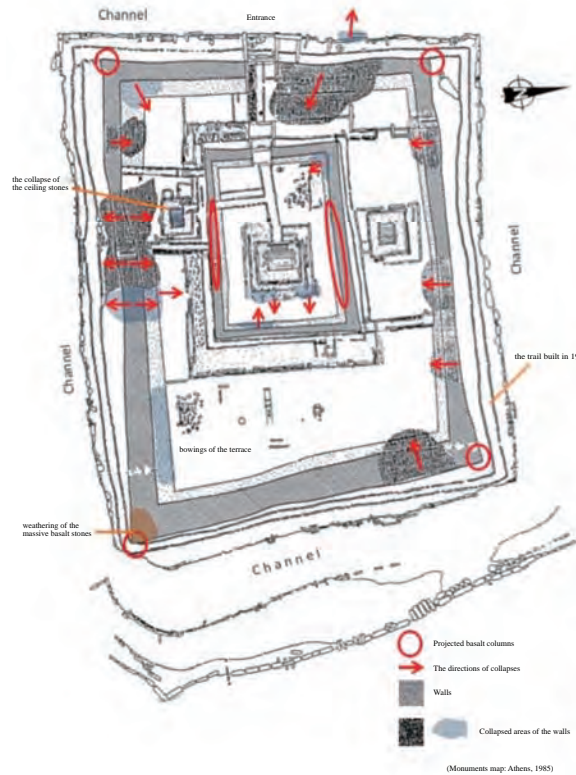 Channel
Entrance
N
the collapse of
the ceiling stones
Channel
the trail built in 19
Channel
bowings of the terrace
weathering of the
massive basalt stones
Channel
Projected basalt columns
The directions of collapses
Walls
Collapsed areas of the walls
(Monuments map: Athens, 1985)